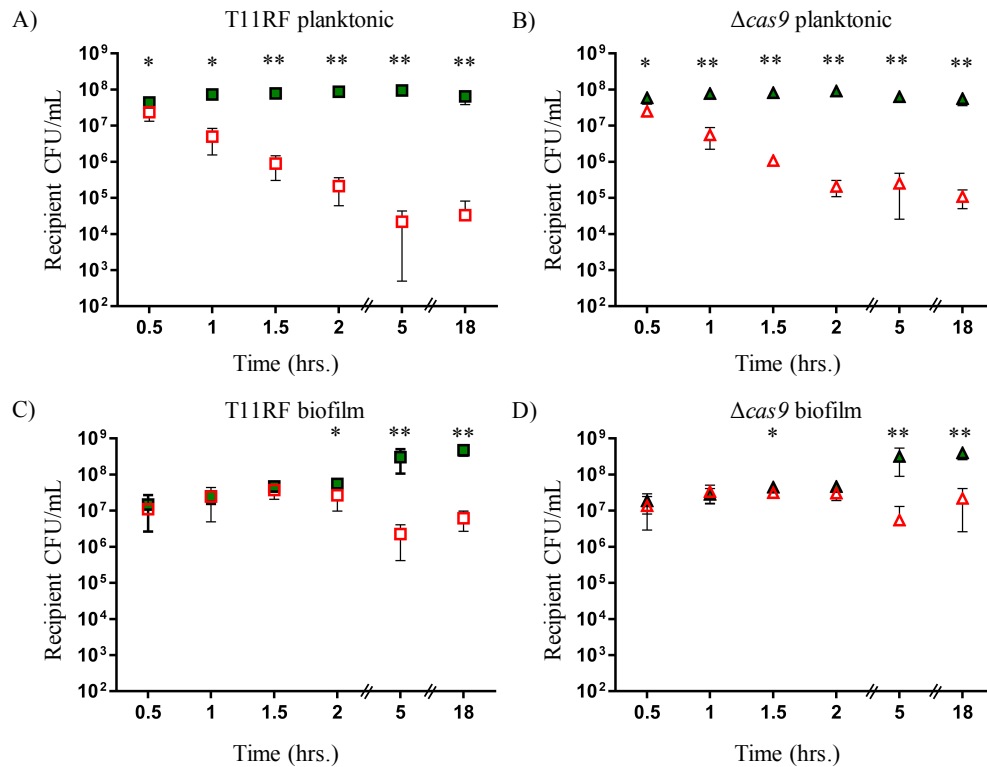 A) T11RF planktonic
* * ** ** ** **
10⁹
10⁸
10⁷
10⁶
10⁵
10⁴
10³
10²
Recipient CFU/mL
0.5 1 1.5 2 5 18
Time (hrs.)
B) Δcas9 planktonic
* ** ** ** ** **
10⁹
10⁸
10⁷
10⁶
10⁵
10⁴
10³
10²
Recipient CFU/mL
0.5 1 1.5 2 5 18
Time (hrs.)
C) T11RF biofilm
* ** **
10⁹
10⁸
10⁷
10⁶
10⁵
10⁴
10³
10²
Recipient CFU/mL
0.5 1 1.5 2 5 18
Time (hrs.)
D) Δcas9 biofilm
* ** **
10⁹
10⁸
10⁷
10⁶
10⁵
10⁴
10³
10²
Recipient CFU/mL
0.5 1 1.5 2 5 18
Time (hrs.)